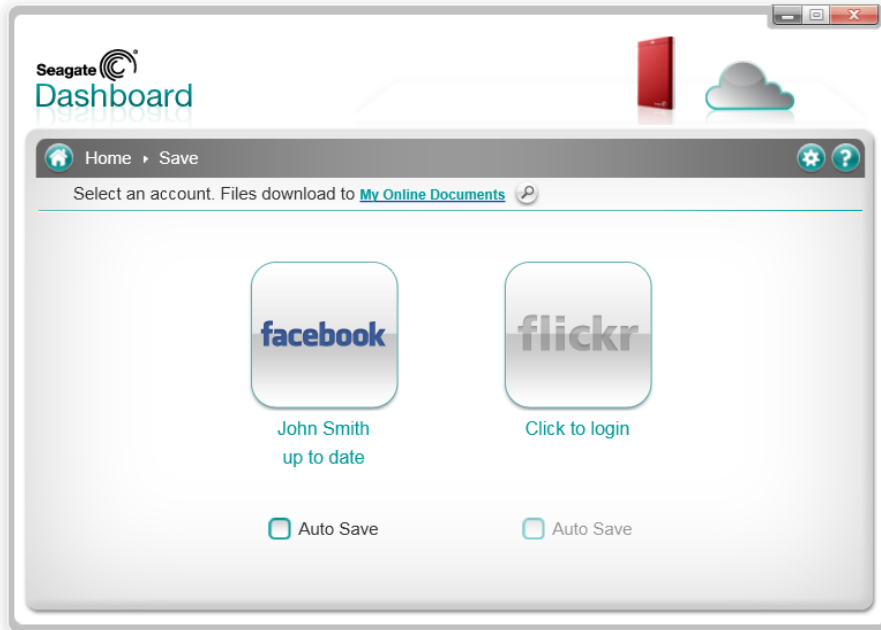 Seagate
Dashboard
Home ▸ Save
Select an account. Files download to My Online Documents
facebook
flickr
John Smith
Click to login
up to date
Auto Save
Auto Save